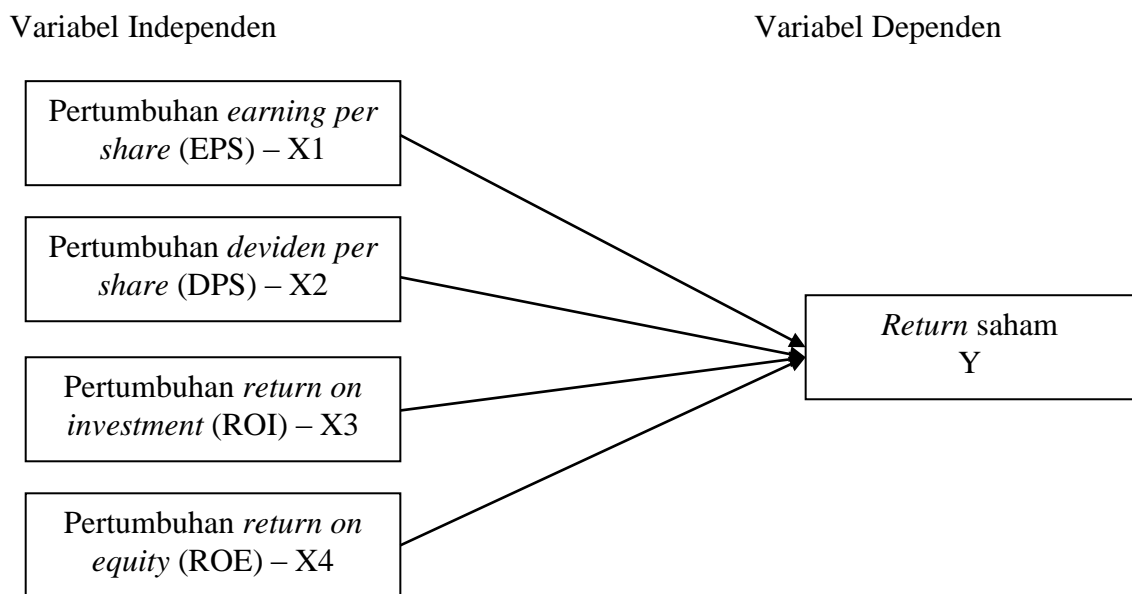 Variabel Independen
Variabel Dependen
Pertumbuhan earning per
share (EPS) – X1
Pertumbuhan deviden per
share (DPS) – X2
Pertumbuhan return on
investment (ROI) – X3
Pertumbuhan return on
equity (ROE) – X4
Return saham
Y